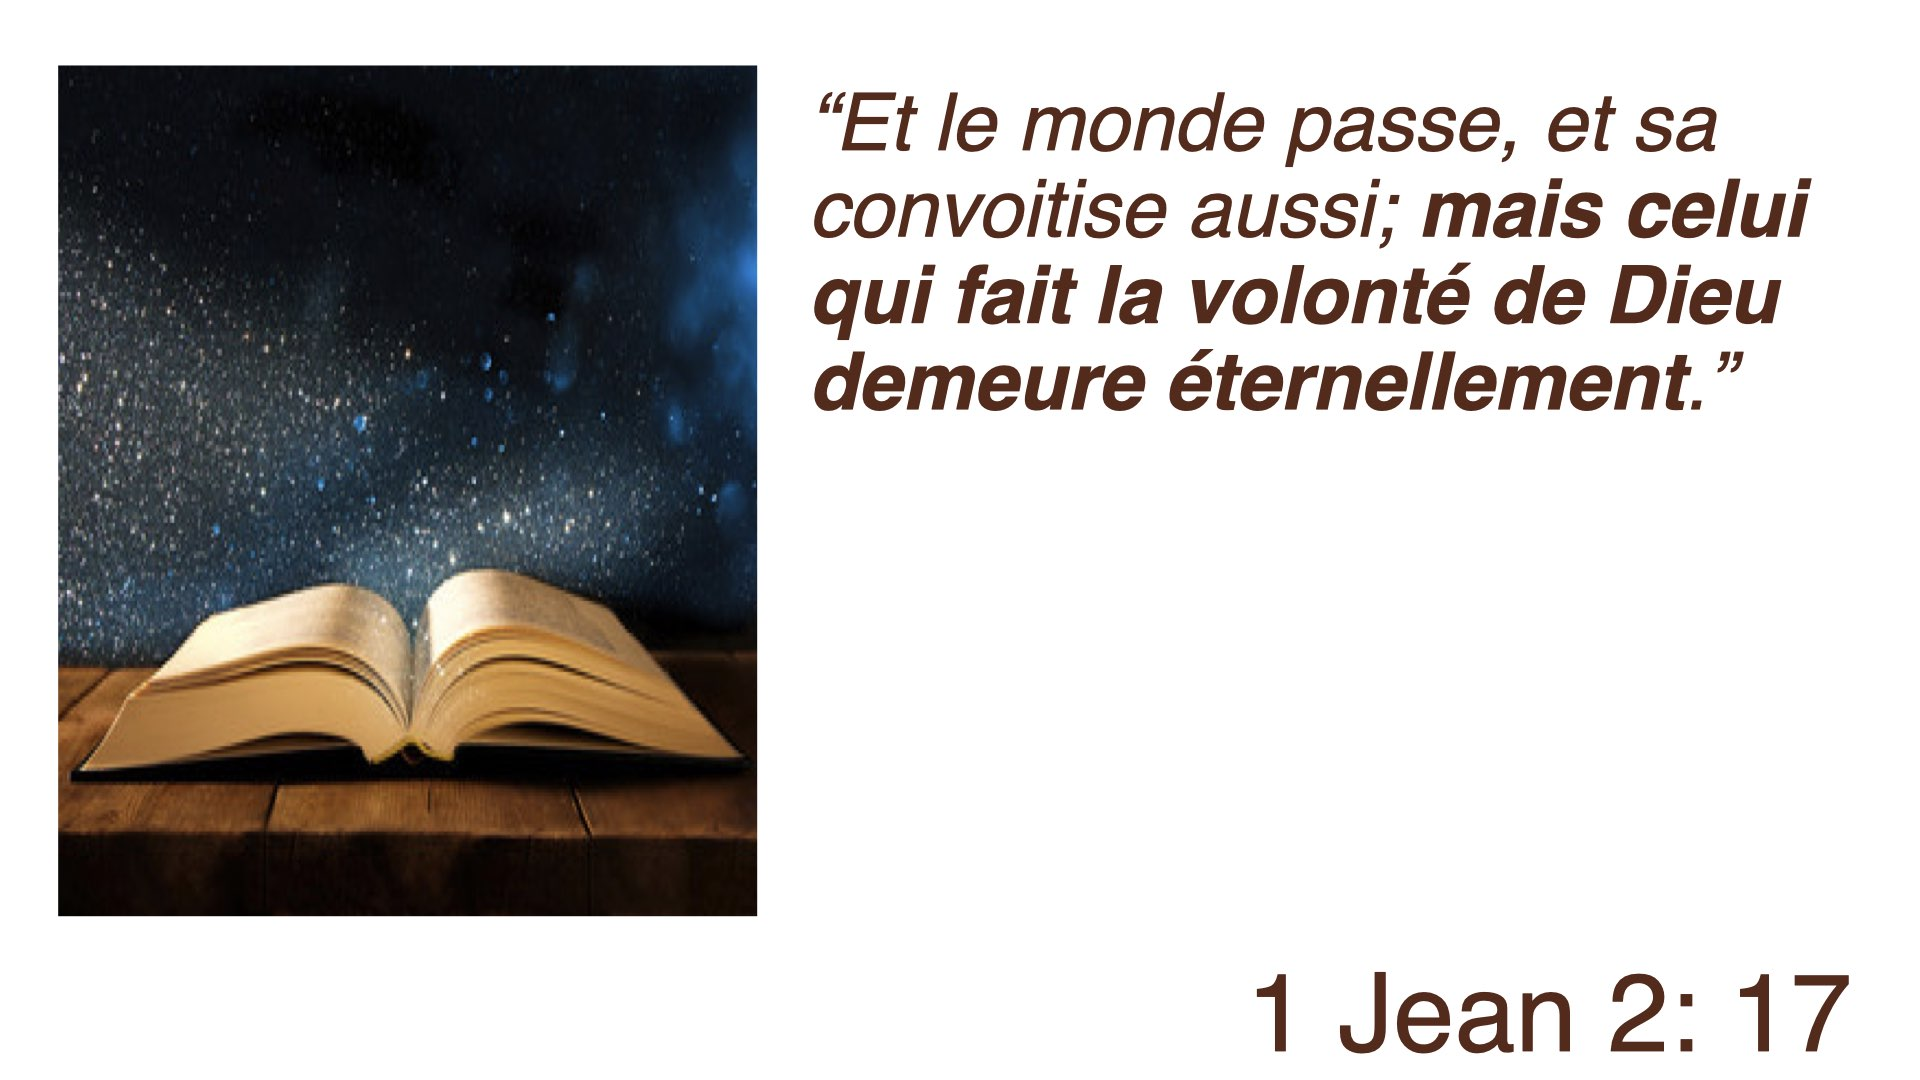 “Et le monde passe, et sa
convoitise aussi; mais celui
qui fait la volonté de Dieu
demeure éternellement.”
1 Jean 2: 17